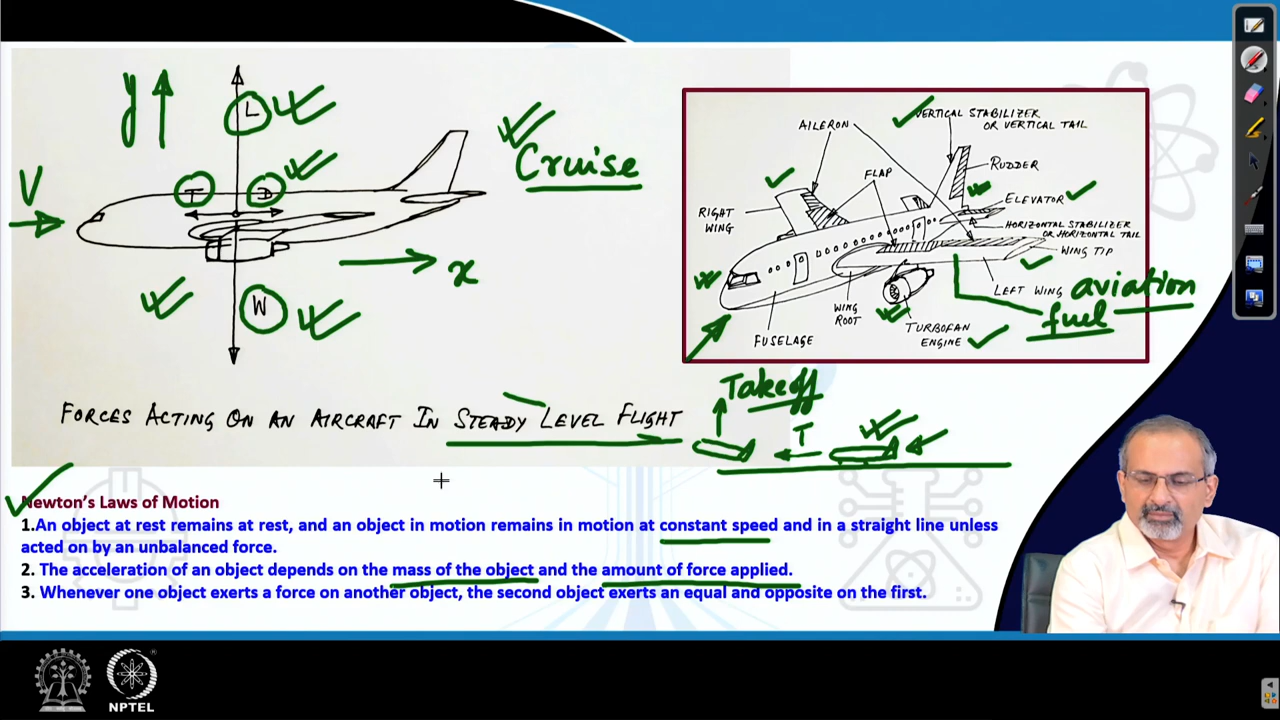 y
L
Cruise
V
T
D
x
W
FORCES ACTING ON AN AIRCRAFT IN STEADY LEVEL FLIGHT
VERTICAL STABILIZER
OR VERTICAL TAIL
AILERON
RUDDER
FLAP
ELEVATOR
RIGHT
WING
HORIZONTAL STABILIZER
OR HORIZONTAL TAIL
WING TIP
LEFT WING
aviation
fuel
WING
ROOT
TURBOFAN
ENGINE
FUSELAGE
Takeoff
T
Newton's Laws of Motion
1.An object at rest remains at rest, and an object in motion remains in motion at constant speed and in a straight line unless
acted on by an unbalanced force.
2. The acceleration of an object depends on the mass of the object and the amount of force applied.
3. Whenever one object exerts a force on another object, the second object exerts an equal and opposite on the first.
NPTEL